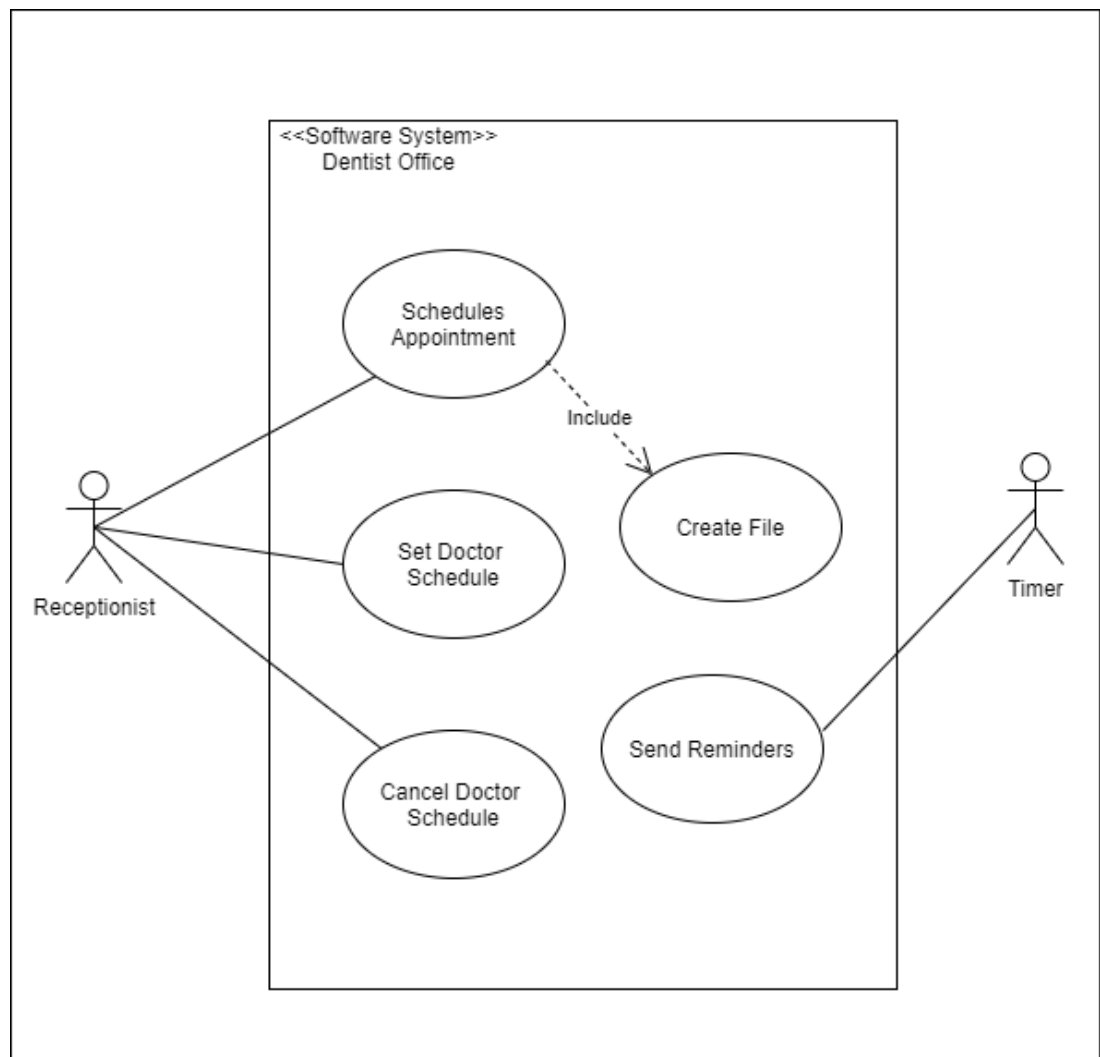 <<Software System>>
Dentist Office
Schedules
Appointment
Include
Create File
Set Doctor
Schedule
Receptionist
Timer
Send Reminders
Cancel Doctor
Schedule